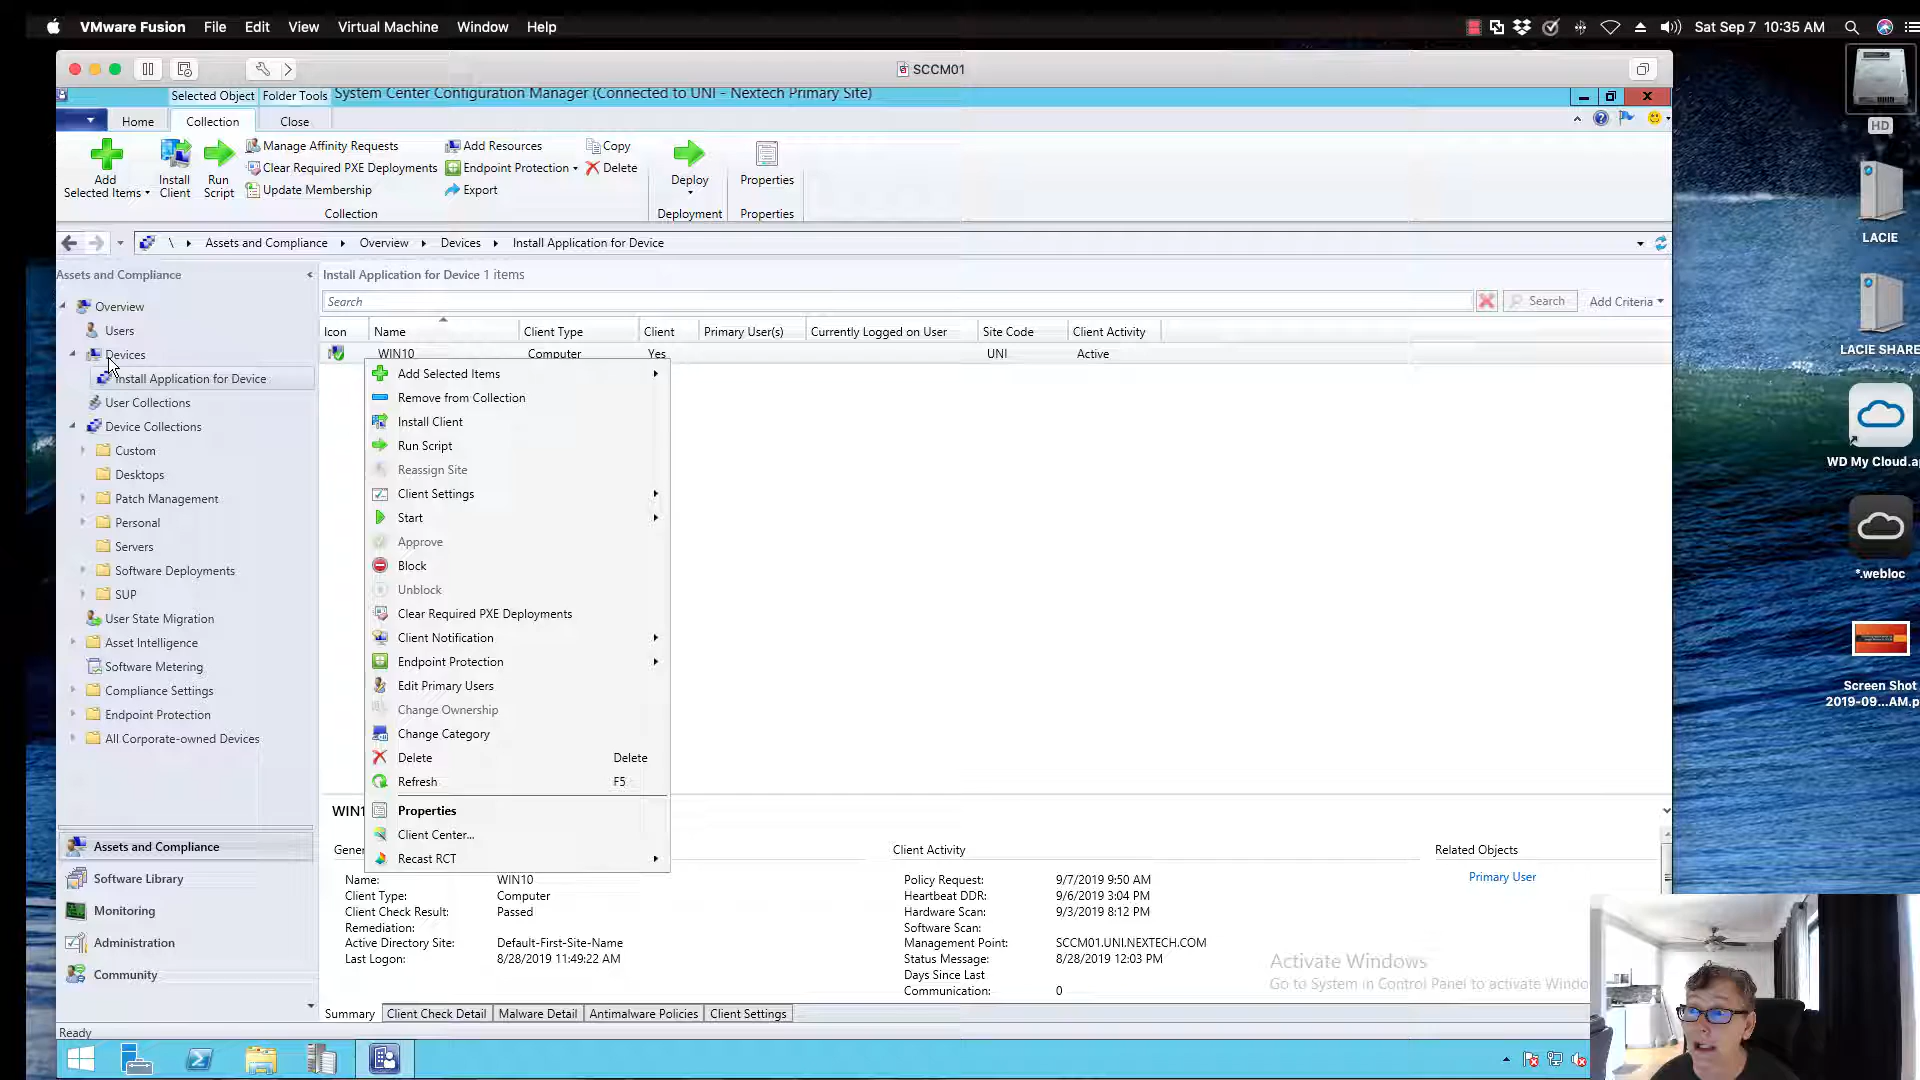 VMware Fusion File Edit View Virtual Machine Window Help Sat Sep 7 10:35 AM
SCCM01
Selected Object Folder Tools System Center Configuration Manager (Connected to UNI - Nextech Primary Site)
Home Collection Close
Add Selected Items
Install Client
Run Script
Manage Affinity Requests
Clear Required PXE Deployments
Update Membership
Add Resources
Endpoint Protection
Export
Copy
Delete
Collection
Deploy
Deployment
Properties
Properties
\ Assets and Compliance Overview Devices Install Application for Device
Assets and Compliance
Overview
Users
Devices
Install Application for Device
User Collections
Device Collections
Custom
Desktops
Patch Management
Personal
Servers
Software Deployments
SUP
User State Migration
Asset Intelligence
Software Metering
Compliance Settings
Endpoint Protection
All Corporate-owned Devices
Assets and Compliance
Software Library
Monitoring
Administration
Community
Install Application for Device 1 items
Search Search Add Criteria
Icon Name Client Type Client Primary User(s) Currently Logged on User Site Code Client Activity
WIN10 Computer Yes UNI Active
Add Selected Items
Remove from Collection
Install Client
Run Script
Reassign Site
Client Settings
Start
Approve
Block
Unblock
Clear Required PXE Deployments
Client Notification
Endpoint Protection
Edit Primary Users
Change Ownership
Change Category
Delete Delete
Refresh F5
Properties
Client Center...
Recast RCT
Name: WIN10
Client Type: Computer
Client Check Result: Passed
Remediation:
Active Directory Site: Default-First-Site-Name
Last Logon: 8/28/2019 11:49:22 AM
Client Activity
Policy Request: 9/7/2019 9:50 AM
Heartbeat DDR: 9/6/2019 3:04 PM
Hardware Scan: 9/3/2019 8:12 PM
Software Scan:
Management Point: SCCM01.UNI.NEXTECH.COM
Status Message: 8/28/2019 12:03 PM
Days Since Last
Communication: 0
Related Objects
Primary User
Activate Windows
Go to System in Control Panel to activate
Summary Client Check Detail Malware Detail Antimalware Policies Client Settings
Ready
HD
LACIE
LACIE SHARE
WD My Cloud.a
*.webloc
Screen Shot
2019-09...AM.p